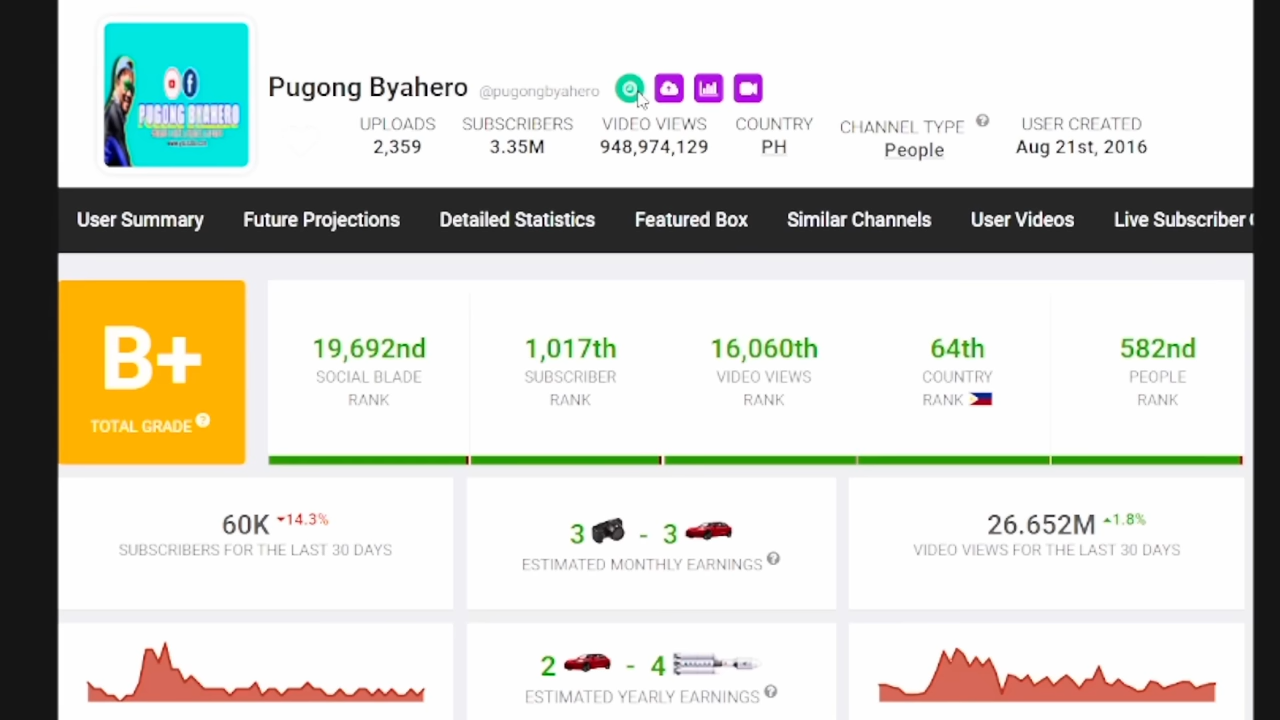 PUGONG BYAHERO
Pugong Byahero @pugongbyahero
UPLOADS SUBSCRIBERS VIDEO VIEWS COUNTRY CHANNEL TYPE USER CREATED
2,359 3.35M 948,974,129 PH People Aug 21st, 2016
User Summary Future Projections Detailed Statistics Featured Box Similar Channels User Videos Live Subscriber
B+
TOTAL GRADE
19,692nd 1,017th 16,060th 64th 582nd
SOCIAL BLADE SUBSCRIBER VIDEO VIEWS COUNTRY PEOPLE
RANK RANK RANK RANK RANK
60K 14.3%
SUBSCRIBERS FOR THE LAST 30 DAYS
3 - 3
ESTIMATED MONTHLY EARNINGS
26.652M 1.8%
VIDEO VIEWS FOR THE LAST 30 DAYS
2 - 4
ESTIMATED YEARLY EARNINGS